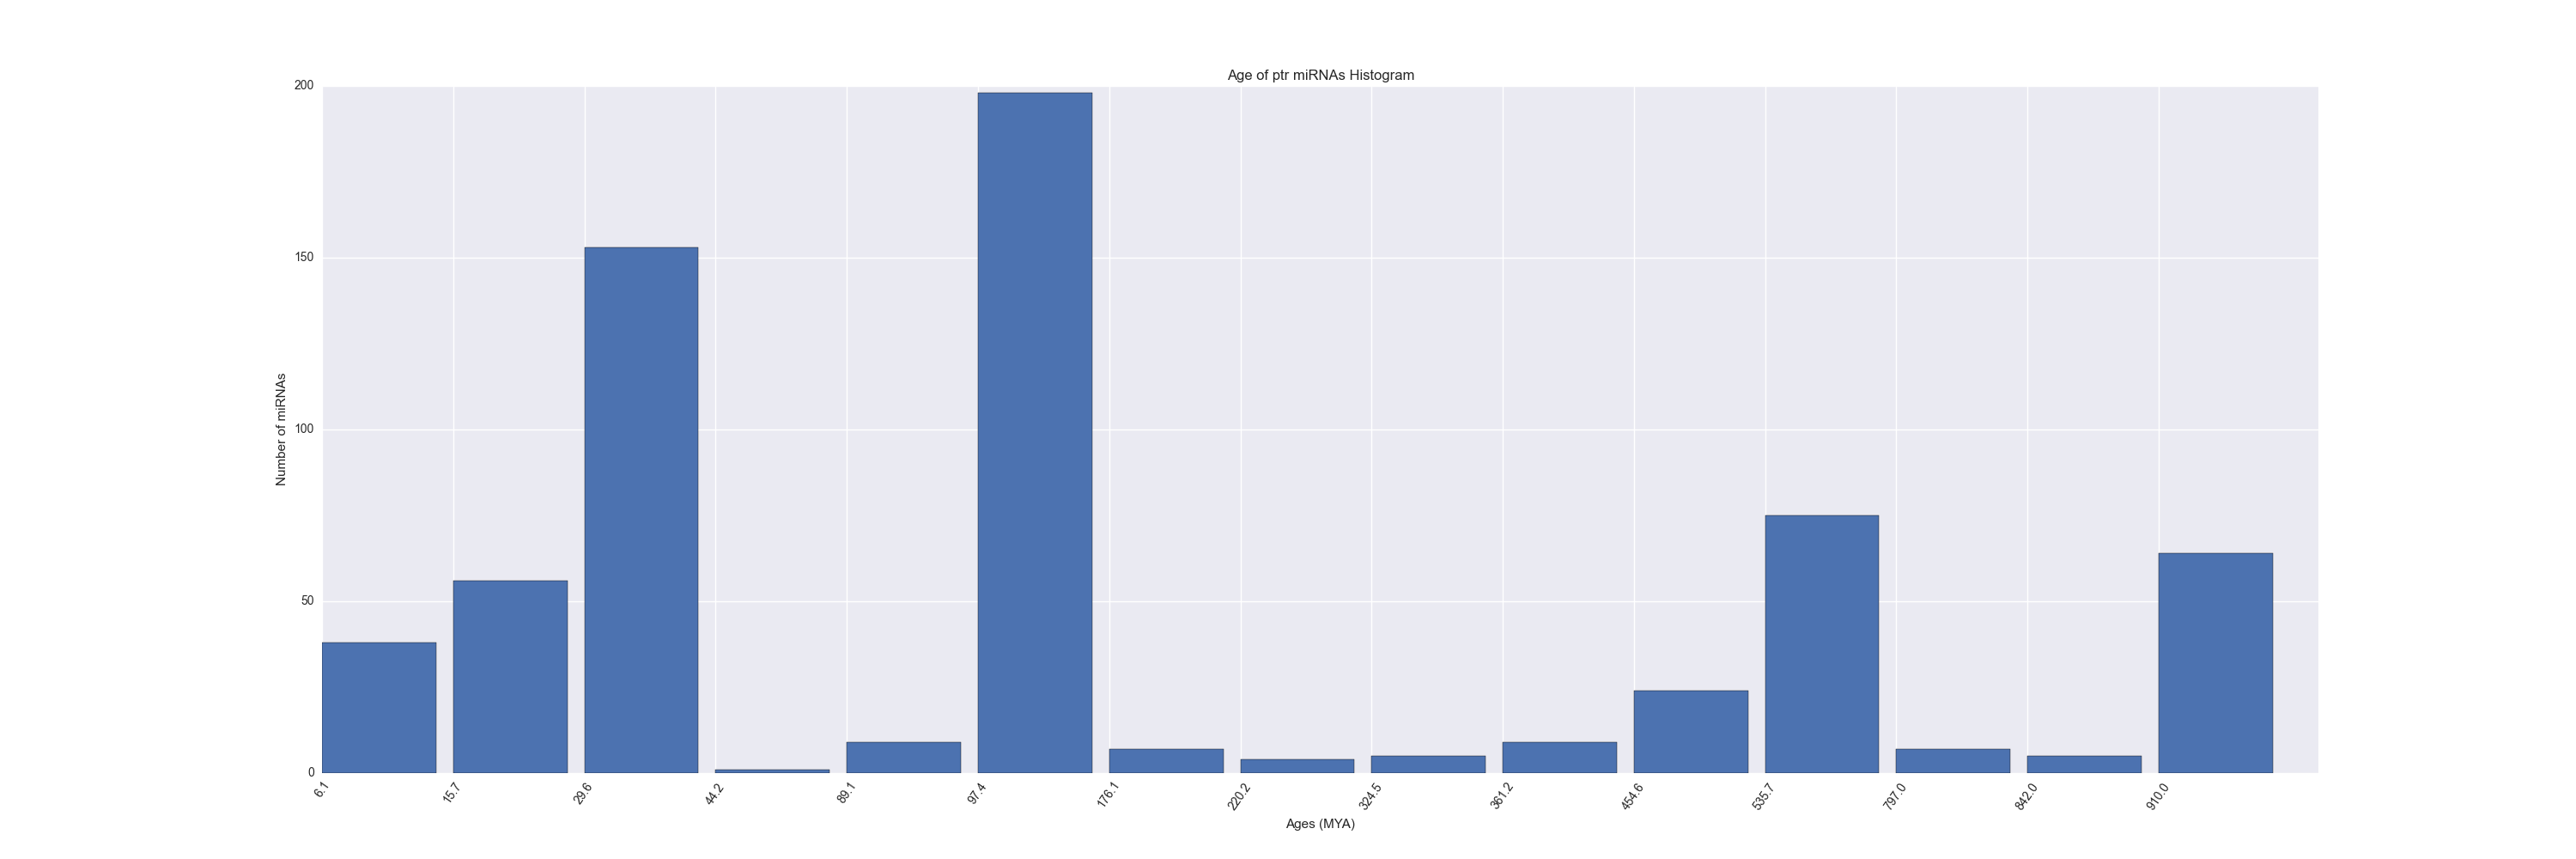 Age of ptr miRNAs Histogram
200
150
100
50
0
Number of miRNAs
6.1 15.7 29.6 44.2 89.1 97.4 176.1 220.2 324.5 361.2 454.6 535.7 797.0 842.0 910.0
Ages (MYA)